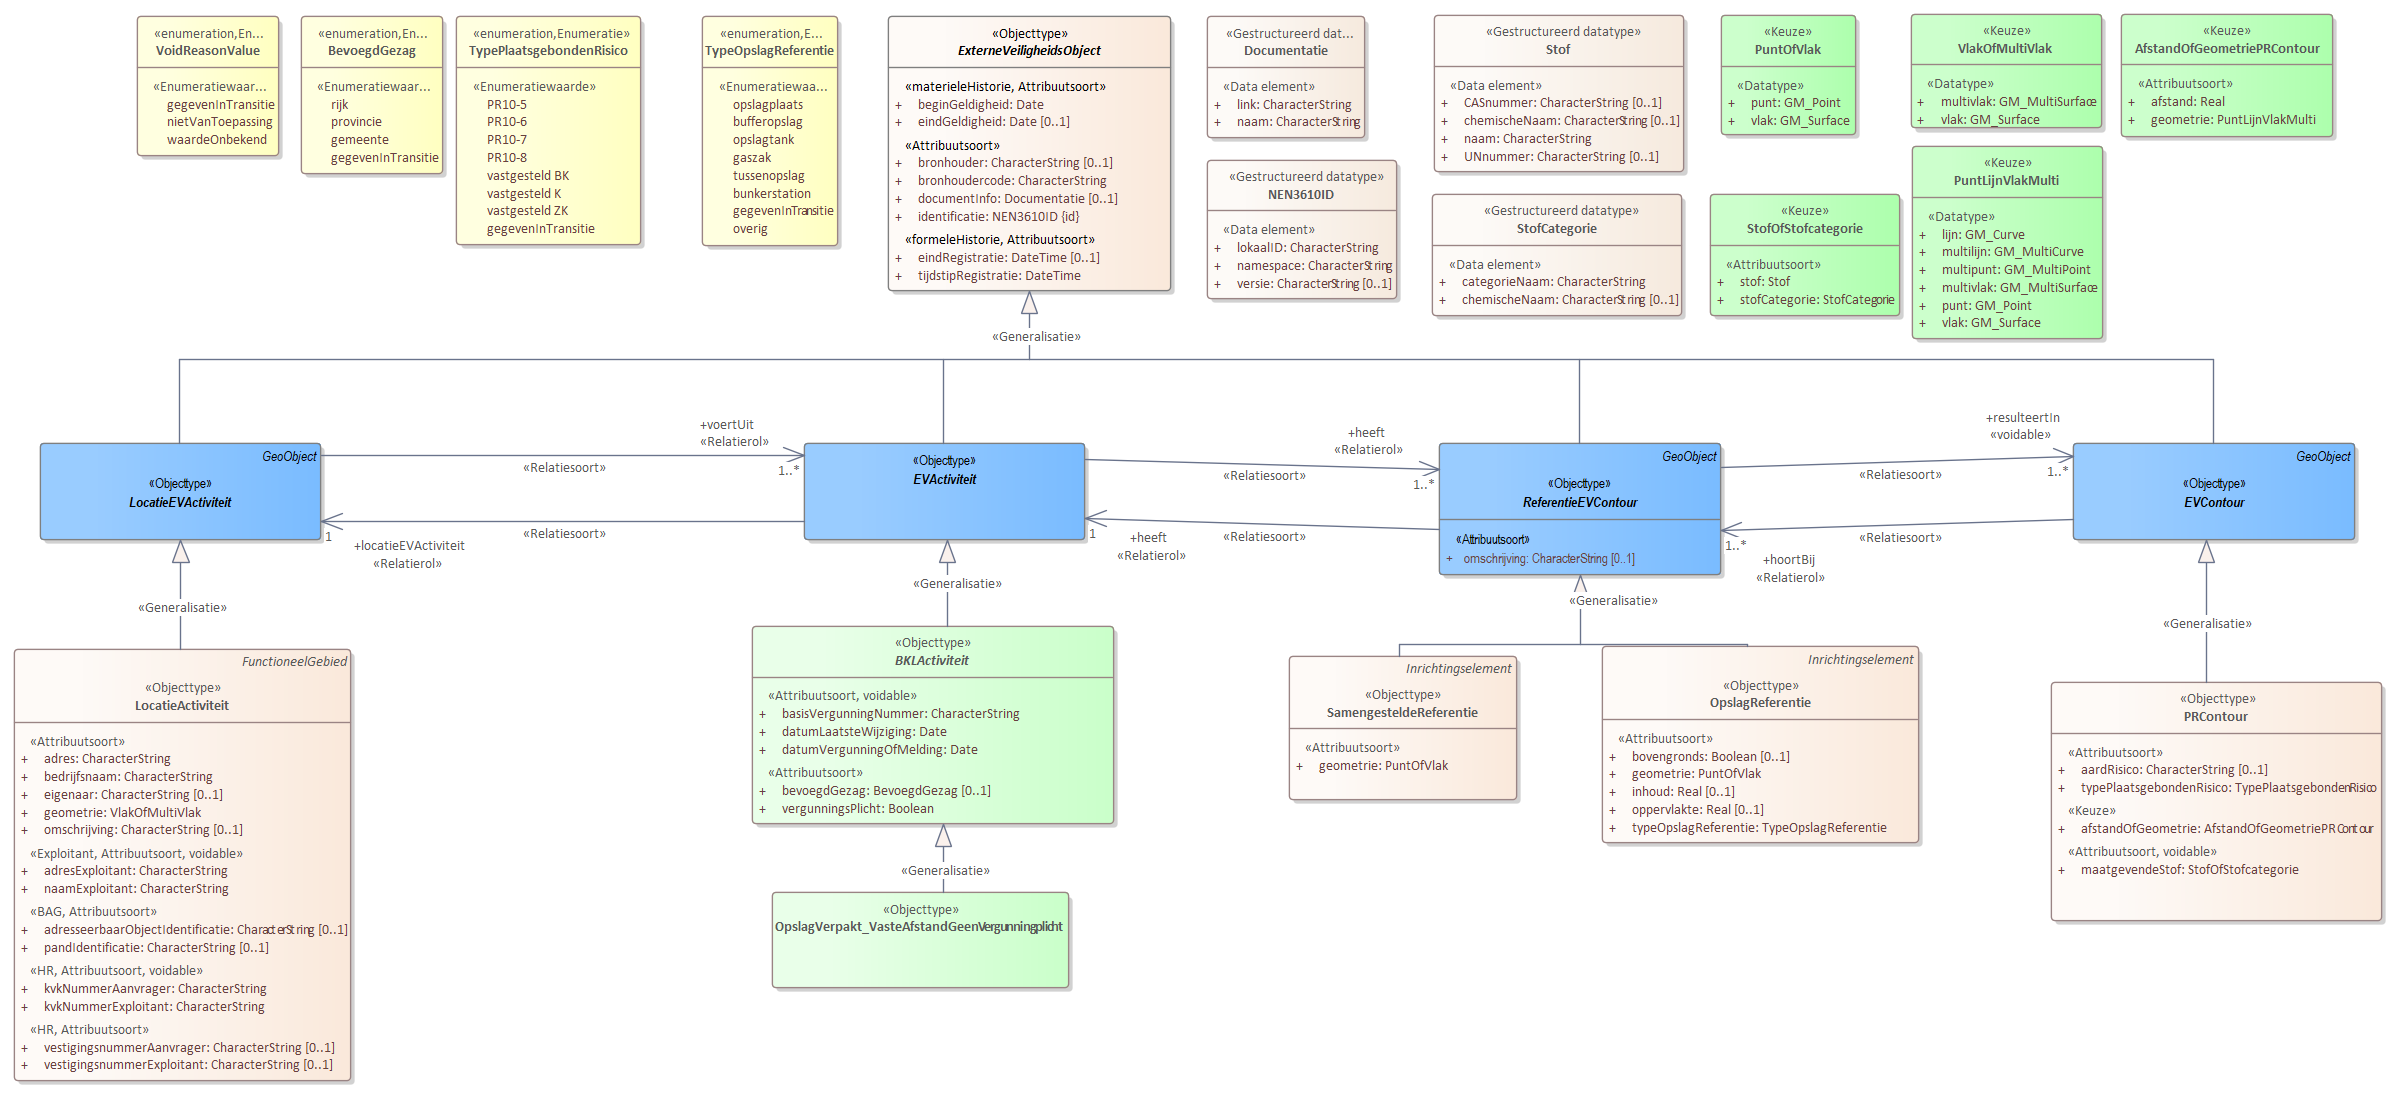 «enumeration,En...
VoidReasonValue
«Enumeratiewaar...
gegevenInTransitie
nietVanToepassing
waardeOnbekend
«enumeration,En...
BevoegdGezag
«Enumeratiewaar...
rijk
provincie
gemeente
gegevenInTransitie
«enumeration,Enumeratie»
TypePlaatsgebondenRisico
«Enumeratiewaarde»
PR10-5
PR10-6
PR10-7
PR10-8
vastgesteld BK
vastgesteld K
vastgesteld ZK
gegevenInTransitie
«enumeration,E...
TypeOpslagReferentie
«Enumeratiewaa...
opslagplaats
bufferopslag
opslagtank
gaszak
tussenopslag
bunkerstation
gegevenInTransitie
overig
«Objecttype»
ExterneVeiligheidsObject
«materieleHistorie, Attribuutsoort»
+ beginGeldigheid: Date
+ eindGeldigheid: Date [0..1]
«Attribuutsoort»
+ bronhouder: CharacterString [0..1]
+ bronhoudercode: CharacterString
+ documentInfo: Documentatie [0..1]
+ identificatie: NEN3610ID {id}
«formeleHistorie, Attribuutsoort»
+ eindRegistratie: DateTime [0..1]
+ tijdstipRegistratie: DateTime
«Gestructureerd dat...
Documentatie
«Data element»
+ link: CharacterString
+ naam: CharacterString
«Gestructureerd datatype»
NEN3610ID
«Data element»
+ lokaalID: CharacterString
+ namespace: CharacterString
+ versie: CharacterString [0..1]
«Gestructureerd datatype»
Stof
«Data element»
+ CASnummer: CharacterString [0..1]
+ chemischeNaam: CharacterString [0..1]
+ naam: CharacterString
+ UNnummer: CharacterString [0..1]
«Gestructureerd datatype»
StofCategorie
«Data element»
+ categorieNaam: CharacterString
+ chemischeNaam: CharacterString [0..1]
«Keuze»
PuntOfVlak
«Datatype»
+ punt: GM_Point
+ vlak: GM_Surface
«Keuze»
StofOfStofcategorie
«Attribuutsoort»
+ stof: Stof
+ stofCategorie: StofCategorie
«Keuze»
VlakOfMultiVlak
«Datatype»
+ multivlak: GM_MultiSurface
+ vlak: GM_Surface
«Keuze»
PuntLijnVlakMulti
«Datatype»
+ lijn: GM_Curve
+ multilijn: GM_MultiCurve
+ multipunt: GM_MultiPoint
+ multivlak: GM_MultiSurface
+ punt: GM_Point
+ vlak: GM_Surface
«Keuze»
AfstandOfGeometriePRContour
«Attribuutsoort»
+ afstand: Real
+ geometrie: PuntLijnVlakMulti
«Generalisatie»
GeoObject
«Objecttype»
LocatieEVActiviteit
+voertUit
«Relatierol»
1..*
«Relatiesoort»
1
+locatieEVActiviteit
«Relatierol»
«Relatiesoort»
«Objecttype»
EVActiviteit
+heeft
«Relatierol»
1..*
«Relatiesoort»
1
+heeft
«Relatierol»
«Relatiesoort»
GeoObject
«Objecttype»
ReferentieEVContour
«Attribuutsoort»
+ omschrijving: CharacterString [0..1]
+resulteertIn
«voidable»
1..*
«Relatiesoort»
1..*
+hoortBij
«Relatierol»
«Relatiesoort»
GeoObject
«Objecttype»
EVContour
«Generalisatie»
«Generalisatie»
«Generalisatie»
«Generalisatie»
FunctioneelGebied
«Objecttype»
LocatieActiviteit
«Attribuutsoort»
+ adres: CharacterString
+ bedrijfsnaam: CharacterString
+ eigenaar: CharacterString [0..1]
+ geometrie: VlakOfMultiVlak
+ omschrijving: CharacterString [0..1]
«Exploitant, Attribuutsoort, voidable»
+ adresExploitant: CharacterString
+ naamExploitant: CharacterString
«BAG, Attribuutsoort»
+ adresseerbaarObjectIdentificatie: CharacterString [0..1]
+ pandIdentificatie: CharacterString [0..1]
«HR, Attribuutsoort, voidable»
+ kvkNummerAanvrager: CharacterString
+ kvkNummerExploitant: CharacterString
«HR, Attribuutsoort»
+ vestigingsnummerAanvrager: CharacterString [0..1]
+ vestigingsnummerExploitant: CharacterString [0..1]
«Objecttype»
BKLActiviteit
«Attribuutsoort, voidable»
+ basisVergunningNummer: CharacterString
+ datumLaatsteWijziging: Date
+ datumVergunningOfMelding: Date
«Attribuutsoort»
+ bevoegdGezag: BevoegdGezag [0..1]
+ vergunningsPlicht: Boolean
«Generalisatie»
«Objecttype»
OpslagVerpakt_VasteAfstandGeenVergunningplicht
Inrichtingselement
«Objecttype»
SamengesteldeReferentie
«Attribuutsoort»
+ geometrie: PuntOfVlak
Inrichtingselement
«Objecttype»
OpslagReferentie
«Attribuutsoort»
+ bovengronds: Boolean [0..1]
+ geometrie: PuntOfVlak
+ inhoud: Real [0..1]
+ oppervlakte: Real [0..1]
+ typeOpslagReferentie: TypeOpslagReferentie
«Objecttype»
PRContour
«Attribuutsoort»
+ aardRisico: CharacterString [0..1]
+ typePlaatsgebondenRisico: TypePlaatsgebondenRisico
«Keuze»
+ afstandOfGeometrie: AfstandOfGeometriePRContour
«Attribuutsoort, voidable»
+ maatgevendeStof: StofOfStofcategorie